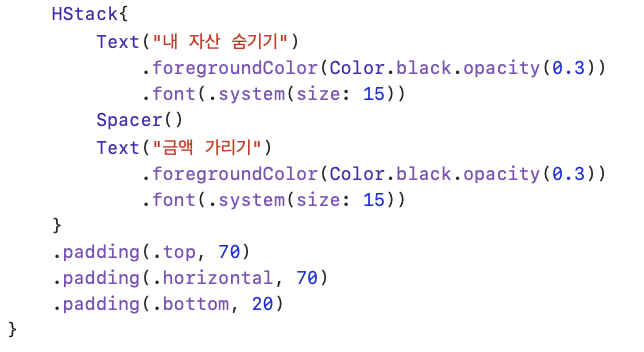 HStack{
Text("내 자산 숨기기")
.foregroundColor(Color.black.opacity(0.3))
.font(.system(size: 15))
Spacer()
Text("금액 가리기")
.foregroundColor(Color.black.opacity(0.3))
.font(.system(size: 15))
}
.padding(.top, 70)
.padding(.horizontal, 70)
.padding(.bottom, 20)
}